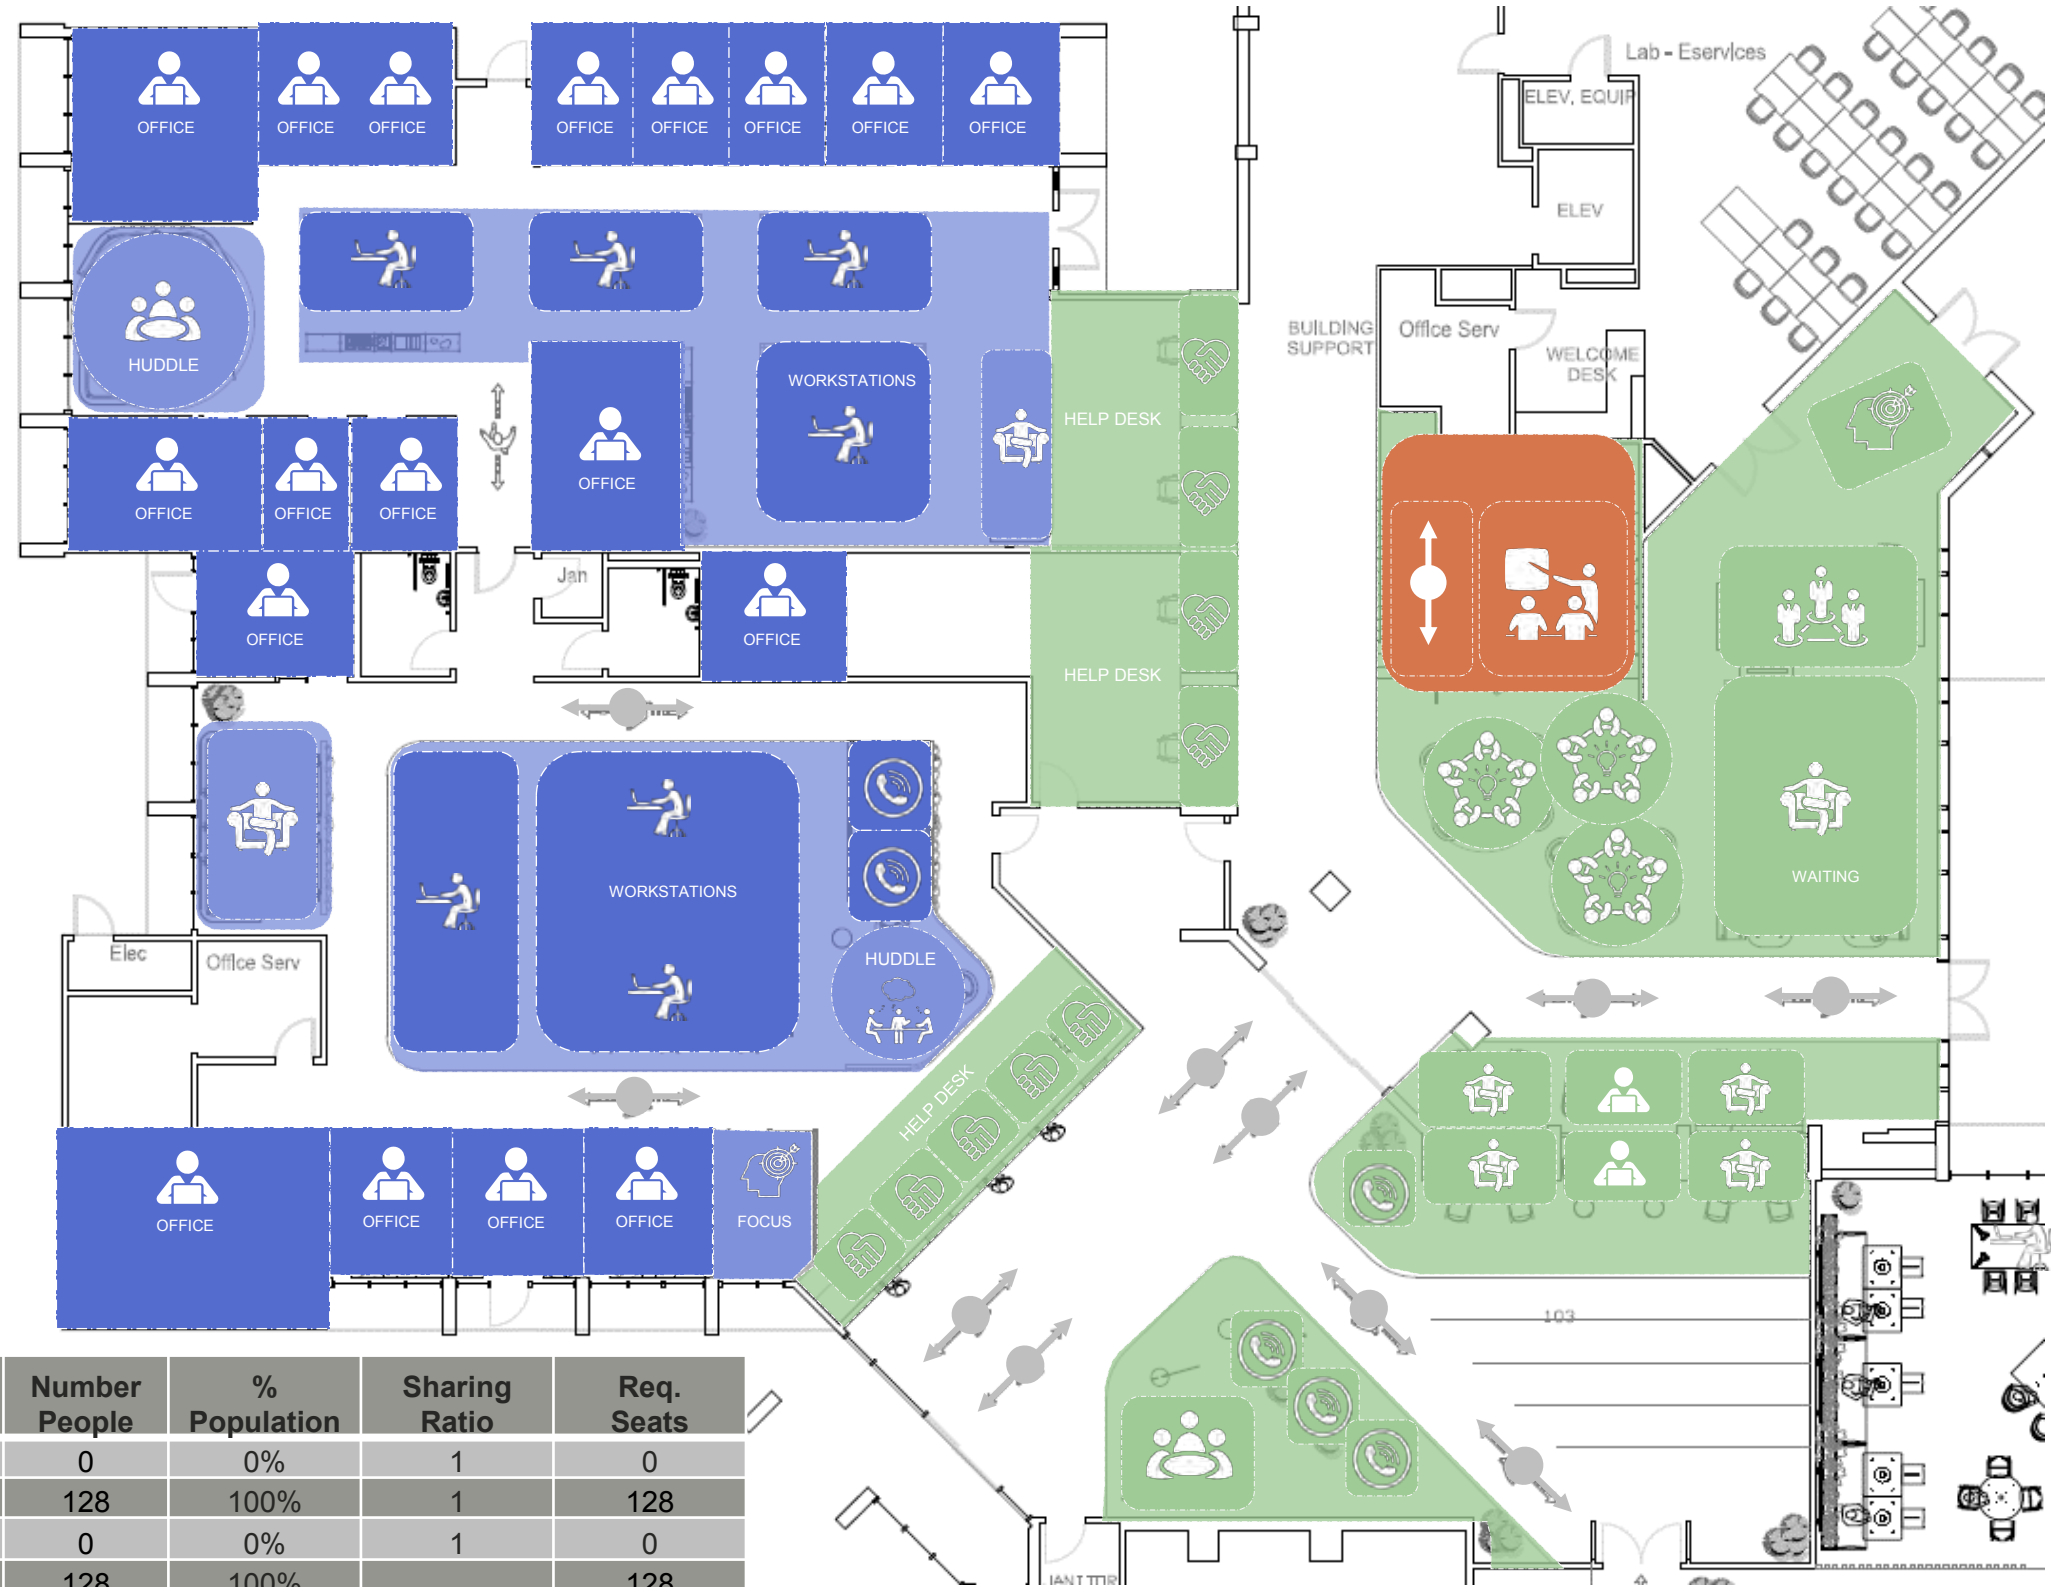 Lab - Eservices
ELEV, EQUIP
OFFICE
OFFICE
OFFICE
OFFICE
OFFICE
OFFICE
OFFICE
OFFICE
ELEV
HUDDLE
BUILDING
SUPPORT
Office Serv
WELCOME
DESK
WORKSTATIONS
HELP DESK
OFFICE
OFFICE
OFFICE
OFFICE
Jan
OFFICE
OFFICE
HELP DESK
WORKSTATIONS
WAITING
Elec
Office Serv
HUDDLE
HELP DESK
OFFICE
OFFICE
OFFICE
OFFICE
FOCUS
103
Number People % Population Sharing Ratio Req. Seats
0 0% 1 0
128 100% 1 128
0 0% 1 0
128 100% 128
JANITOR